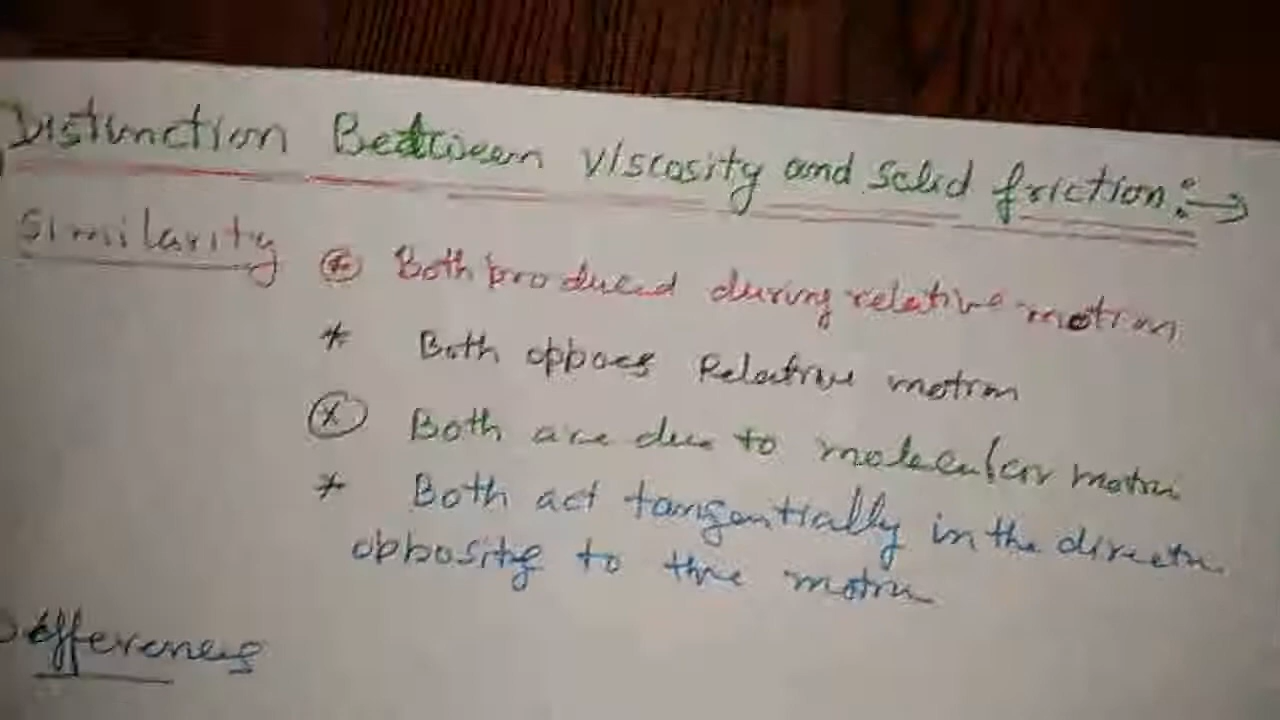 Distinction Between viscosity and solid friction :→
Similarity * Both produced during relative motion
* Both oppose Relative motion
* Both are due to molecular motion
* Both act tangentially in the direction
opposite to the motion
Differences